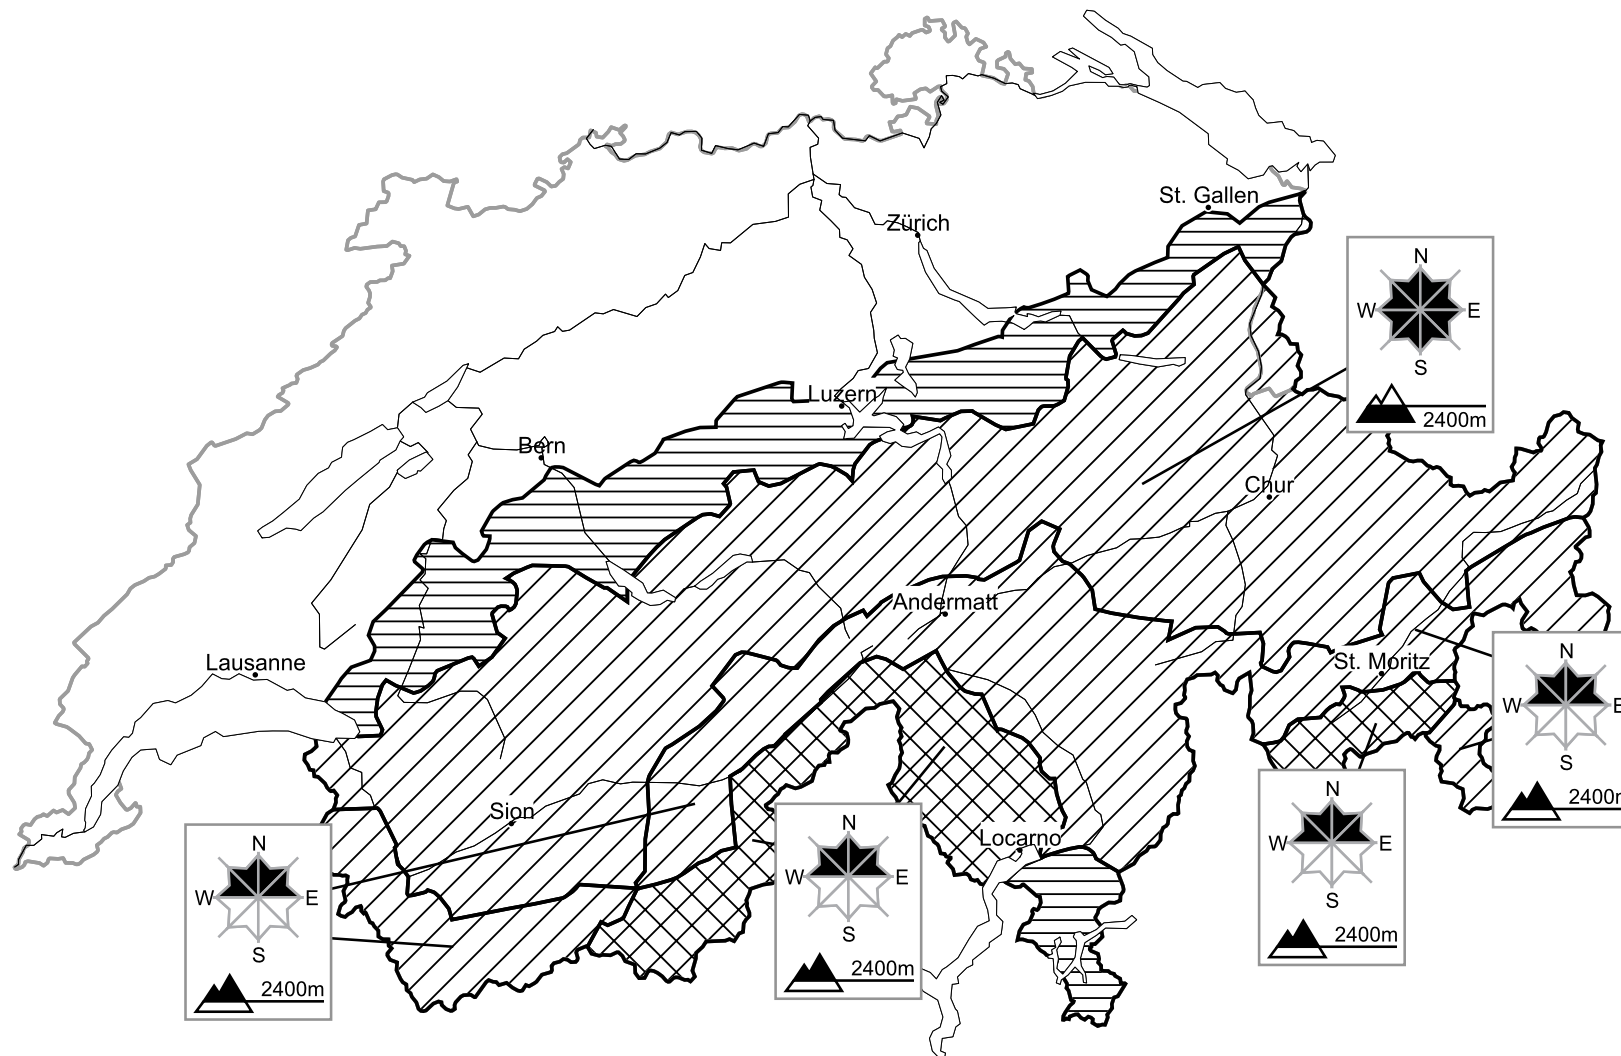 St. Gallen
Zürich
N
W E
S
2400m
Luzern
Bern
Chur
Andermatt
Lausanne
St. Moritz
N
W E
S
2400m
Sion
Locarno
N
W E
S
2400m
N
W E
S
2400m
N
W E
S
2400m